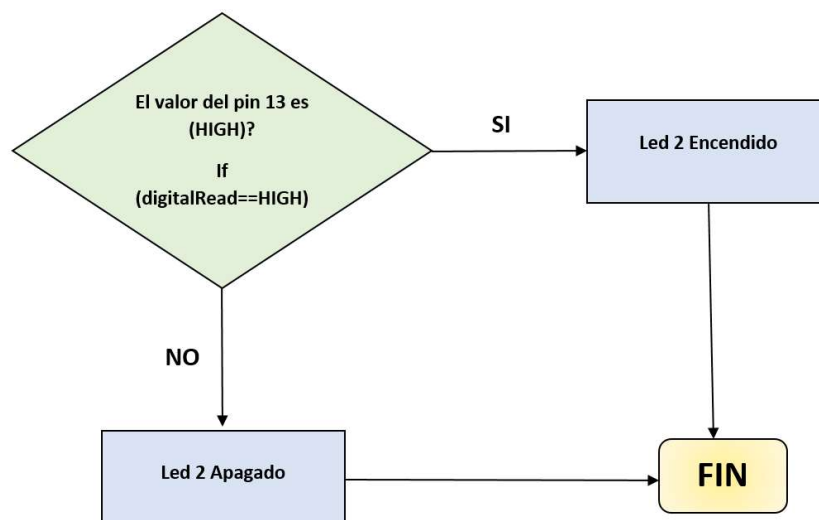 El valor del pin 13 es
(HIGH)?
If
(digitalRead==HIGH)
SI
Led 2 Encendido
NO
Led 2 Apagado
FIN